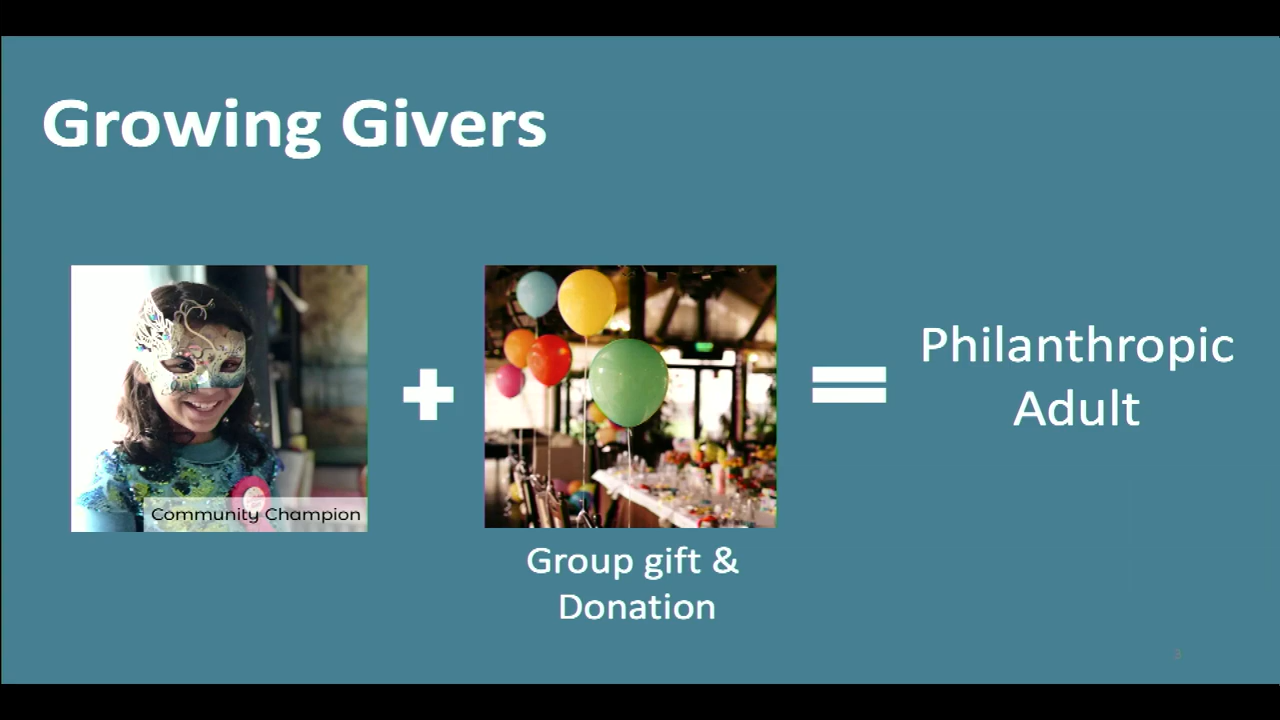 Growing Givers
Community Champion
Group gift &
Donation
Philanthropic
Adult